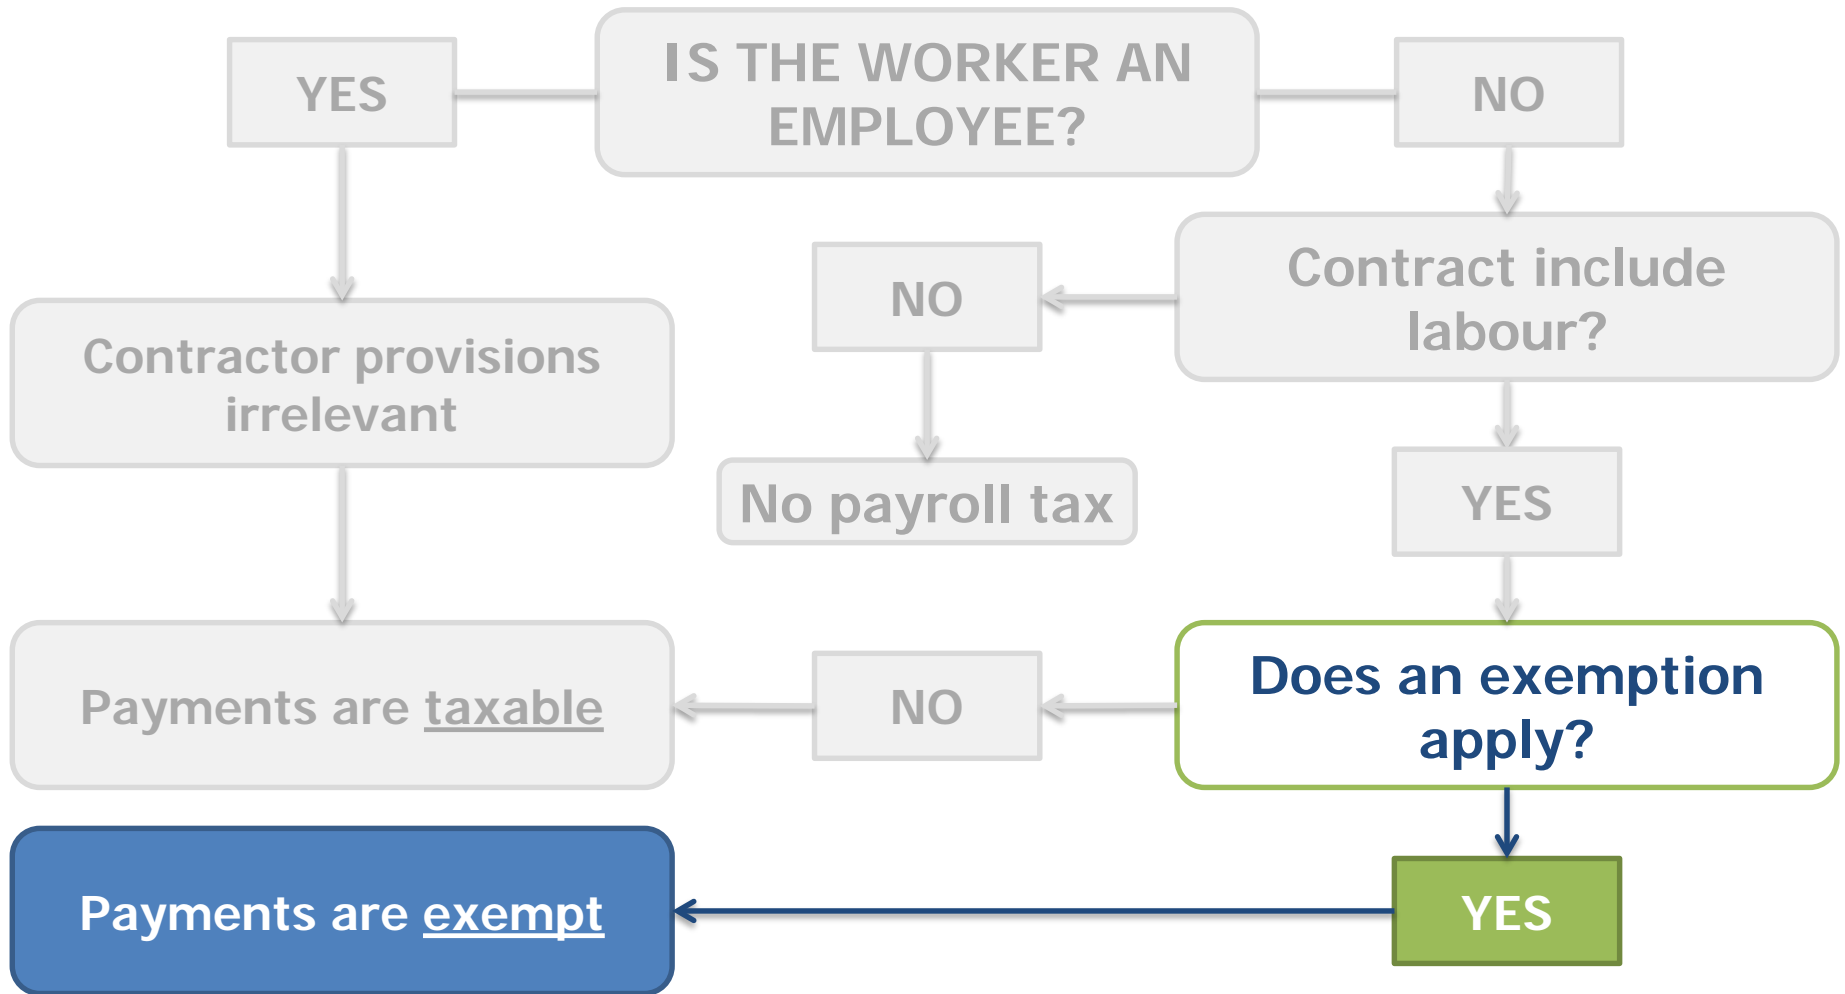 IS THE WORKER AN
EMPLOYEE?
YES
NO
Contract include
labour?
NO
Contractor provisions
irrelevant
No payroll tax
YES
Does an exemption
apply?
NO
Payments are taxable
YES
Payments are exempt